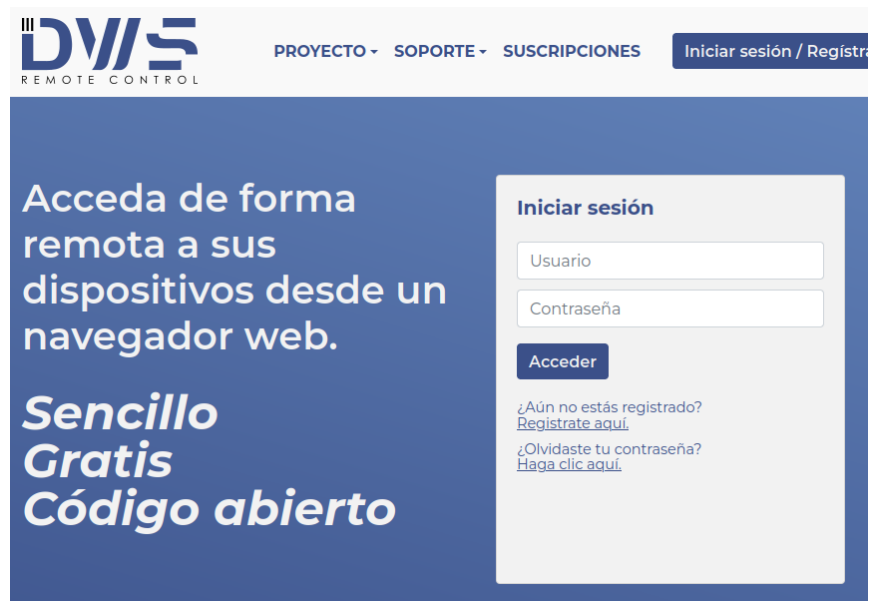 DWS
REMOTE CONTROL
PROYECTO SOPORTE SUSCRIPCIONES Iniciar sesión /
Acceda de forma
remota a sus
dispositivos desde un
navegador web.
Sencillo
Gratis
Código abierto
Iniciar sesión
Usuario
Contraseña
Acceder
¿Aún no estás registrado?
Registrate aquí.
¿Olvidaste tu contraseña?
Haga clic aquí.